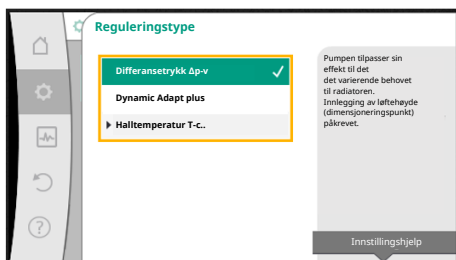 Reguleringstype
Differansetrykk Δp-v
Dynamic Adapt plus
Halltemperatur T-c..
Pumpen tilpasser sin
effekt til det
det varierende behovet
til radiatoren.
Innlegging av løftehøyde
(dimensjoneringspunkt)
påkrevet.
Innstillingshjelp